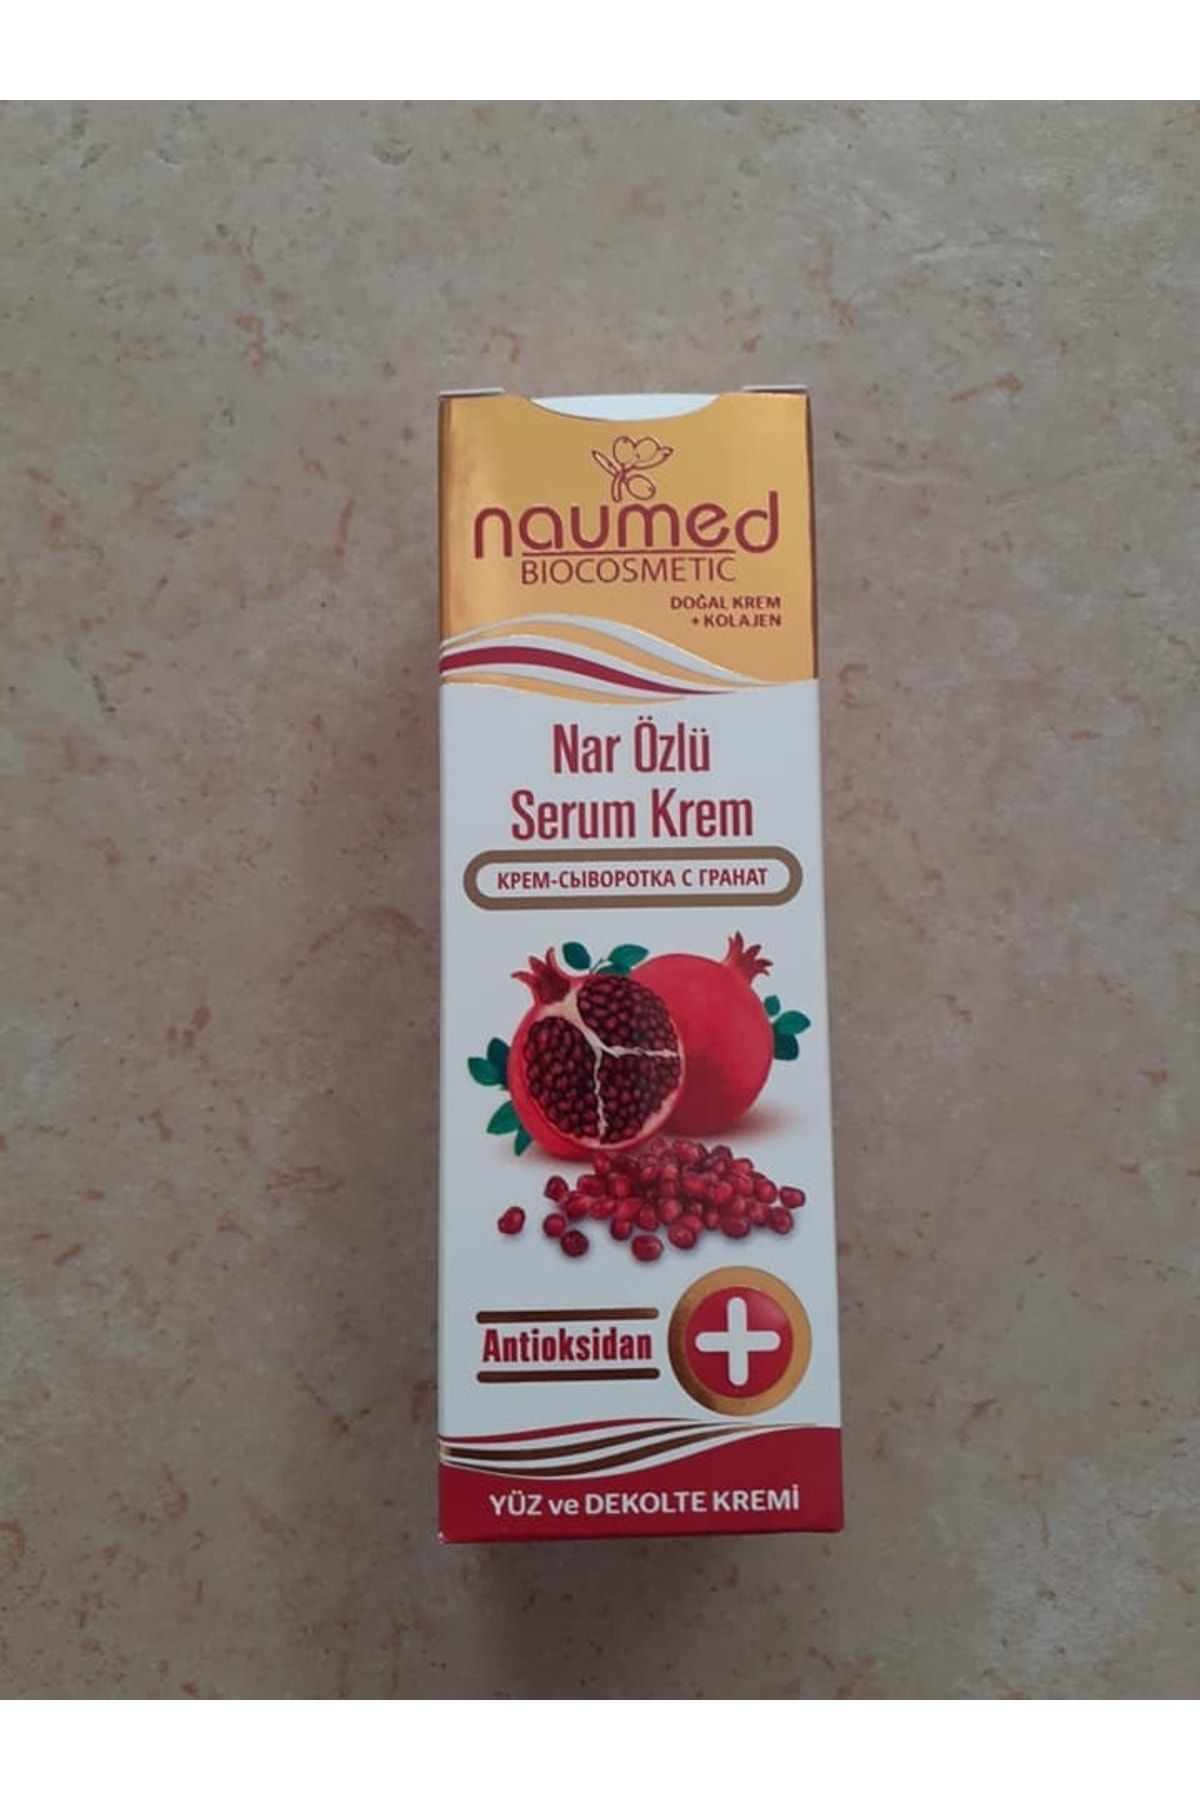 naumed
BIOCOSMETIC
DOĞAL KREM
+ KOLAJEN
Nar Özlü
Serum Krem
КРЕМ-СЫВОРОТКА С ГРАНАТ
Antioksidan
YÜZ ve DEKOLTE KREMİ